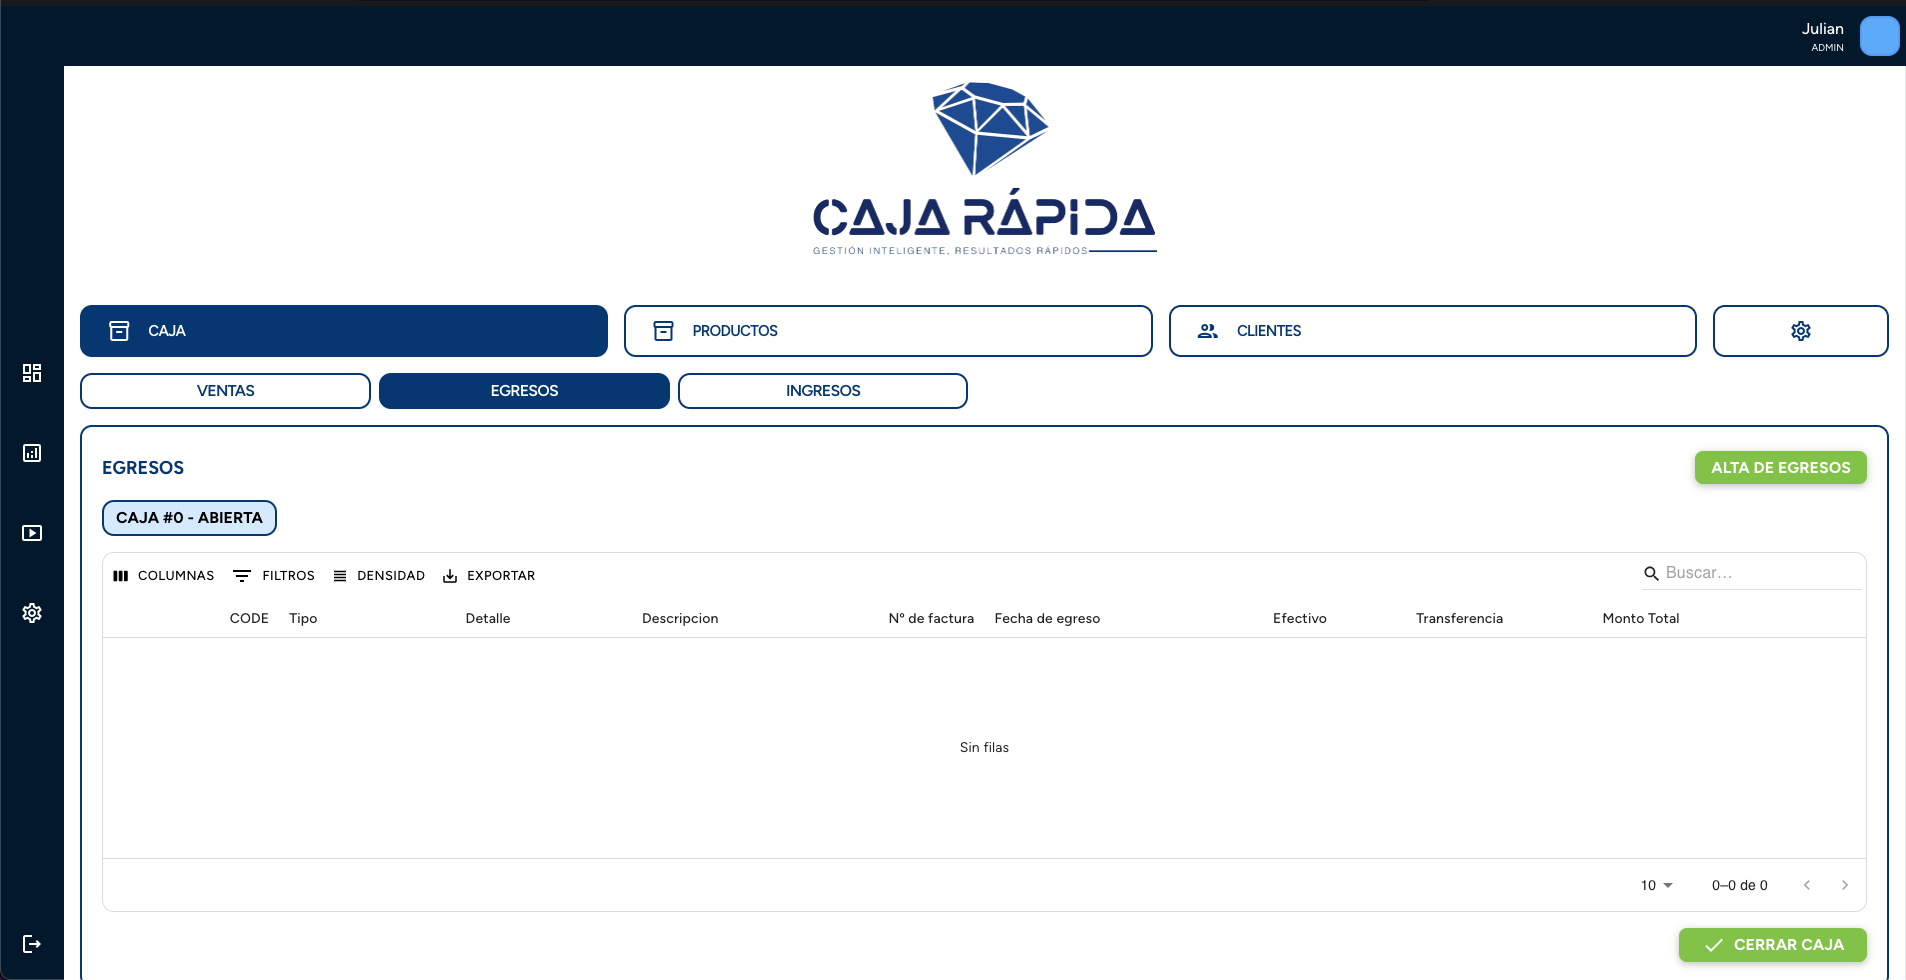 Julian
ADMIN
CAJA RÁPIDA
GESTIÓN INTELIGENTE, RESULTADOS RÁPIDOS
CAJA
PRODUCTOS
CLIENTES
VENTAS
EGRESOS
INGRESOS
EGRESOS
ALTA DE EGRESOS
CAJA #0 - ABIERTA
COLUMNAS FILTROS DENSIDAD EXPORTAR
Buscar...
CODE Tipo Detalle Descripcion Nº de factura Fecha de egreso Efectivo Transferencia Monto Total
Sin filas
10 0–0 de 0
CERRAR CAJA